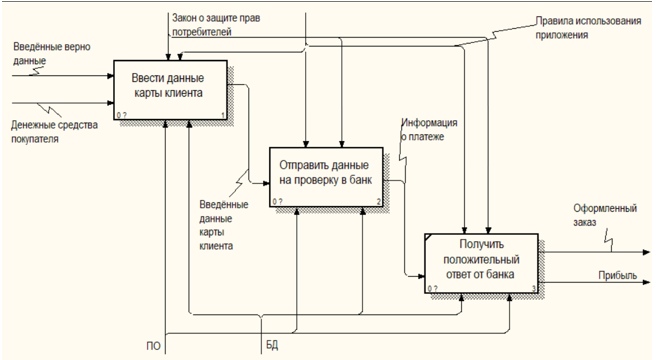 Закон о защите прав
потребителей
Правила использования
приложения
Введённые верно
данные
Ввести данные
карты клиента
0 ?
1
Денежные средства
покупателя
Информация
о платеже
Отправить данные
на проверку в банк
0 ?
2
Введённые
данные
карты
клиента
Оформленный
заказ
Получить
положительный
ответ от банка
0 ?
3
Прибыль
ПО
БД